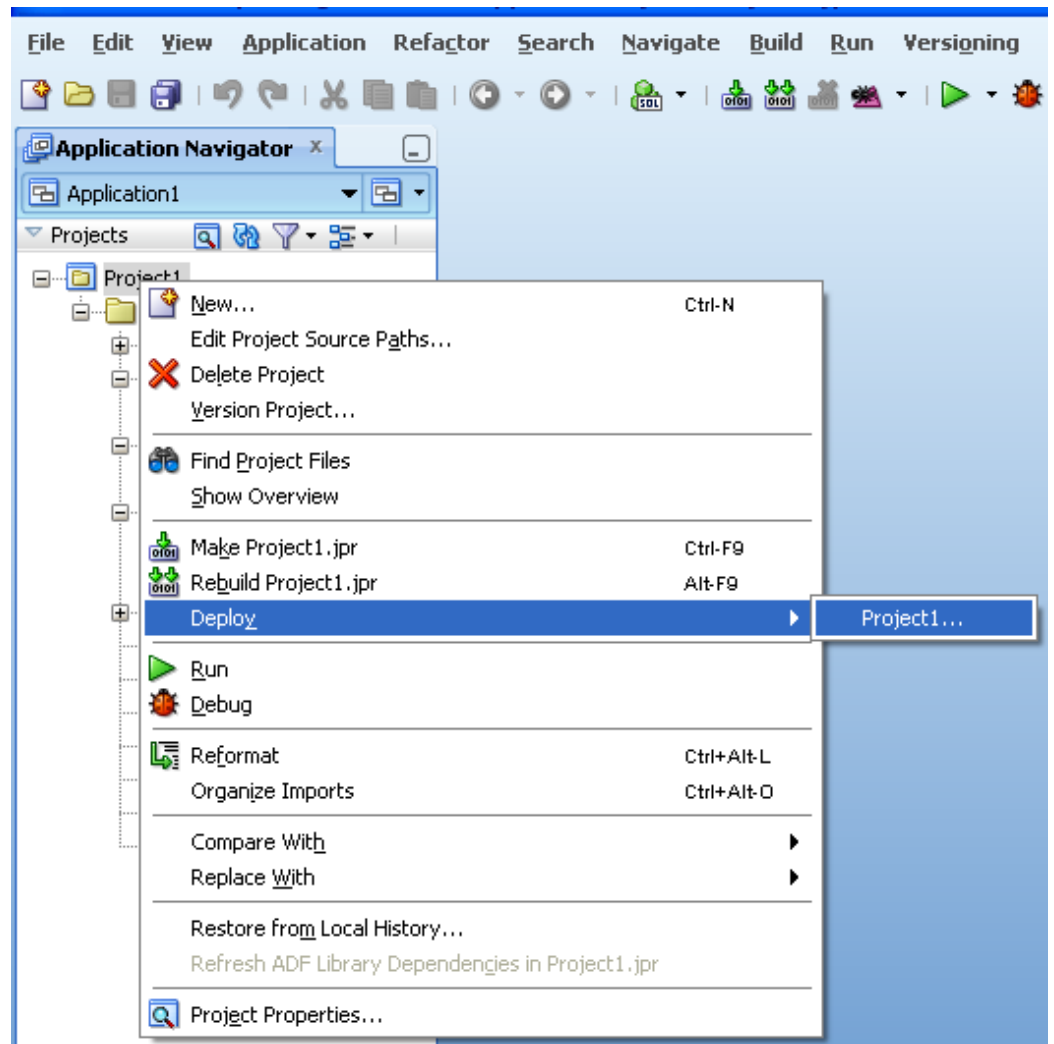 File Edit View Application Refactor Search Navigate Build Run Versioning
SQL 0101 0101
Application Navigator x
Application1
Projects
Project1
New... Ctrl-N
Edit Project Source Paths...
Delete Project
Version Project...
Find Project Files
Show Overview
Make Project1.jpr Ctrl-F9
Rebuild Project1.jpr Alt-F9
Deploy Project1...
Run
Debug
Reformat Ctrl+Alt-L
Organize Imports Ctrl+Alt-O
Compare With
Replace With
Restore from Local History...
Refresh ADF Library Dependencies in Project1.jpr
Project Properties...